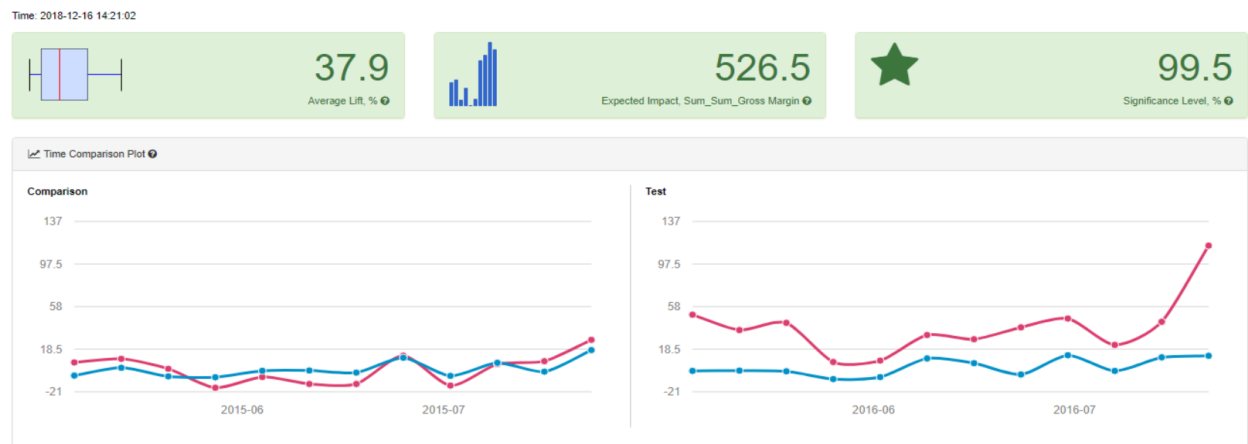 Time: 2018-12-16 14:21:02
37.9
Average Lift, %
526.5
Expected Impact, Sum_Sum_Gross Margin
99.5
Significance Level, %
Time Comparison Plot
Comparison
137
97.5
58
18.5
-21
2015-06 2015-07
Test
137
97.5
58
18.5
-21
2016-06 2016-07